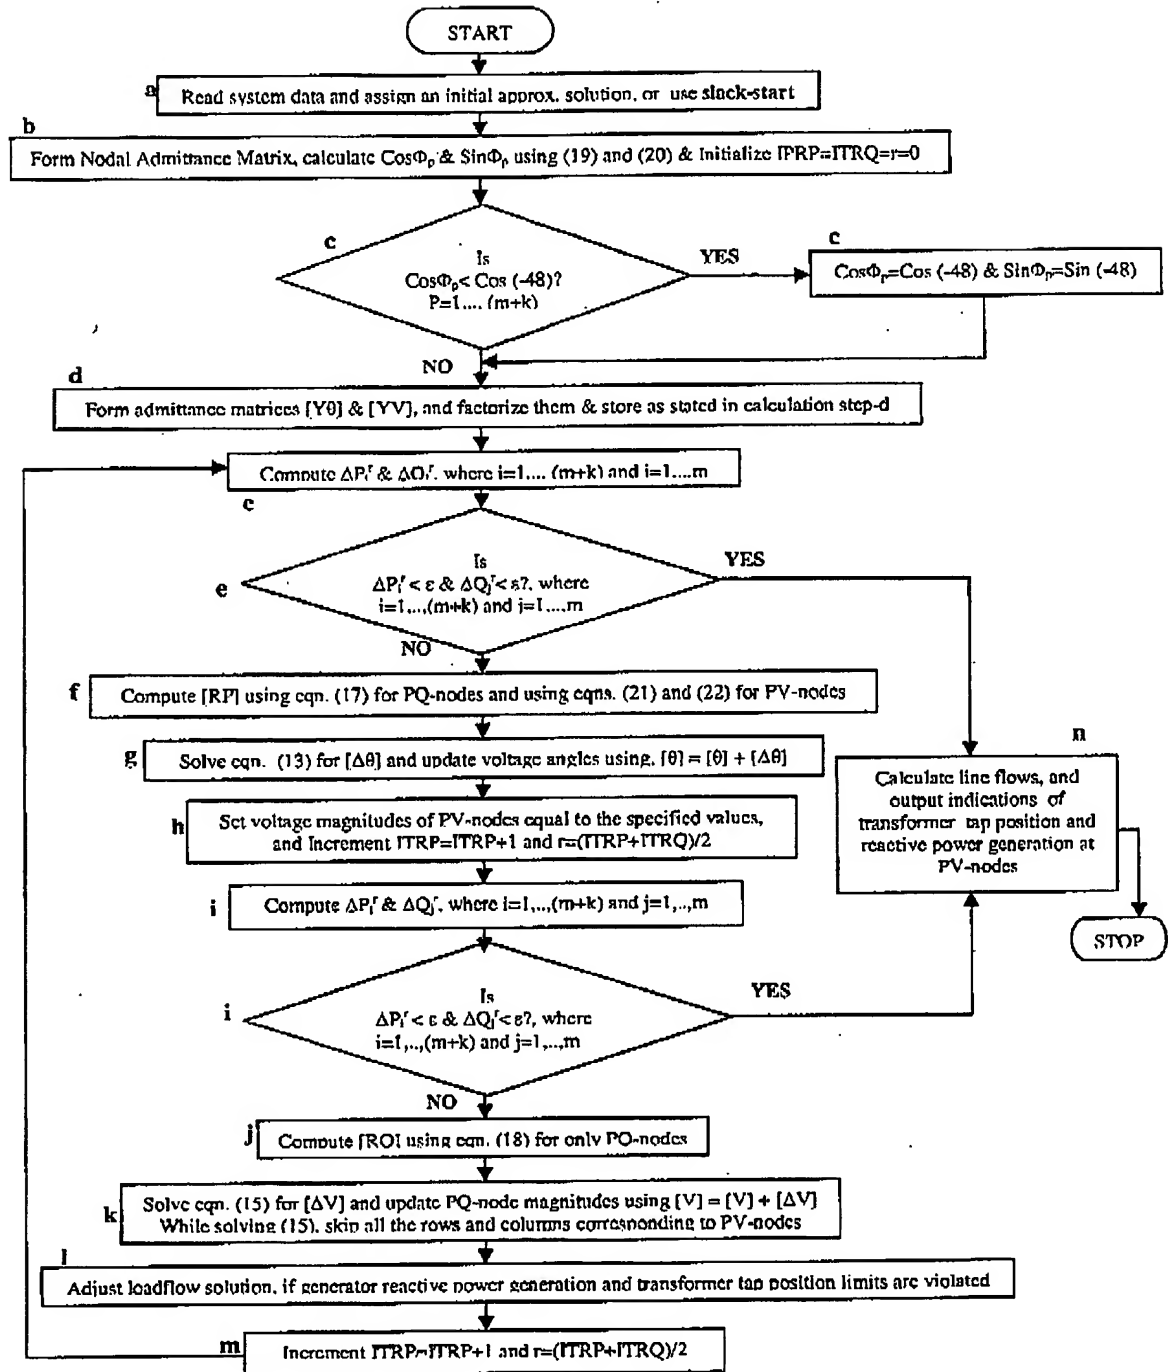 START
a
Read system data and assign an initial approx. solution, or use slack-start
b
Form Nodal Admittance Matrix, calculate CosΦp & SinΦp using (19) and (20) & Initialize IPRP=ITRQ=r=0
c
Is
CosΦp< Cos (-48)?
P=1.... (m+k)
YES
c
CosΦp=Cos (-48) & SinΦp=Sin (-48)
NO
d
Form admittance matrices [Yθ] & [YV], and factorize them & store as stated in calculation step-d
Compute ΔPi^r & ΔQi^r, where i=1,... (m+k) and i=1,..,m
e
Is
ΔPi^r < ε & ΔQj^r < ε?, where
i=1,..,(m+k) and j=1,..,m
e
YES
NO
f
Compute [RP] using eqn. (17) for PQ-nodes and using eqns. (21) and (22) for PV-nodes
g
Solve eqn. (13) for [Δθ] and update voltage angles using, [θ] = [θ] + [Δθ]
h
Set voltage magnitudes of PV-nodes equal to the specified values,
and Increment ITRP=ITRP+1 and r=(ITRP+ITRQ)/2
i
Compute ΔPi^r & ΔQj^r, where i=1,..,(m+k) and j=1,..,m
i
Is
ΔPi^r < ε & ΔQj^r < ε?, where
i=1,..,(m+k) and j=1,..,m
YES
NO
n
Calculate line flows, and
output indications of
transformer tap position and
reactive power generation at
PV-nodes
STOP
j
Compute [RQ] using eqn. (18) for only PQ-nodes
k
Solve eqn. (15) for [ΔV] and update PQ-node magnitudes using [V] = [V] + [ΔV]
While solving (15), skip all the rows and columns corresponding to PV-nodes
l
Adjust loadflow solution, if generator reactive power generation and transformer tap position limits are violated
m
Increment ITRP=ITRP+1 and r=(ITRP+ITRQ)/2